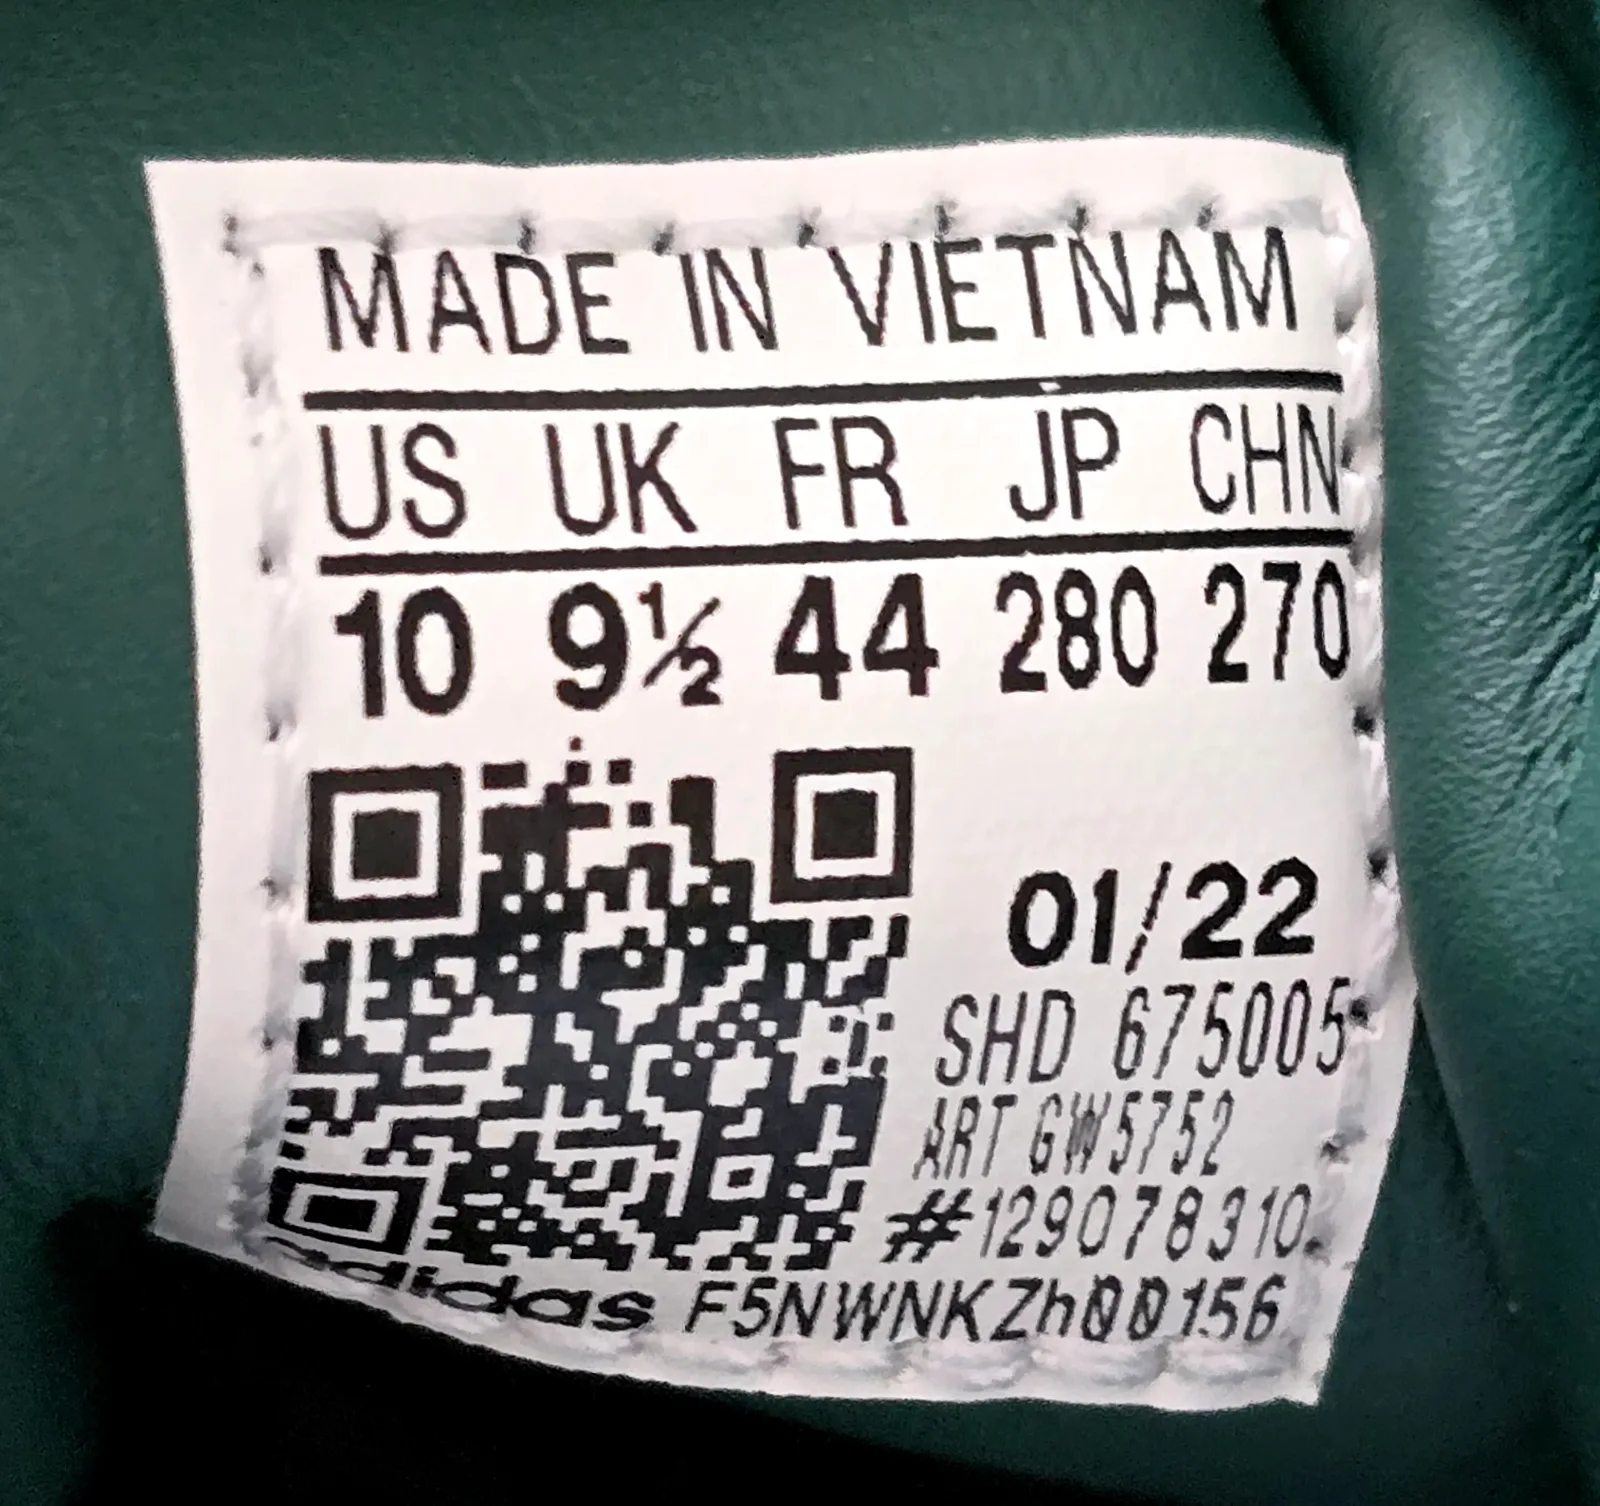 MADE IN VIETNAM
US UK FR JP CHN
10 9½ 44 280 270
01/22
SHD 675005
ART GW5752
#129078310
adidas F5NWNKZh00156